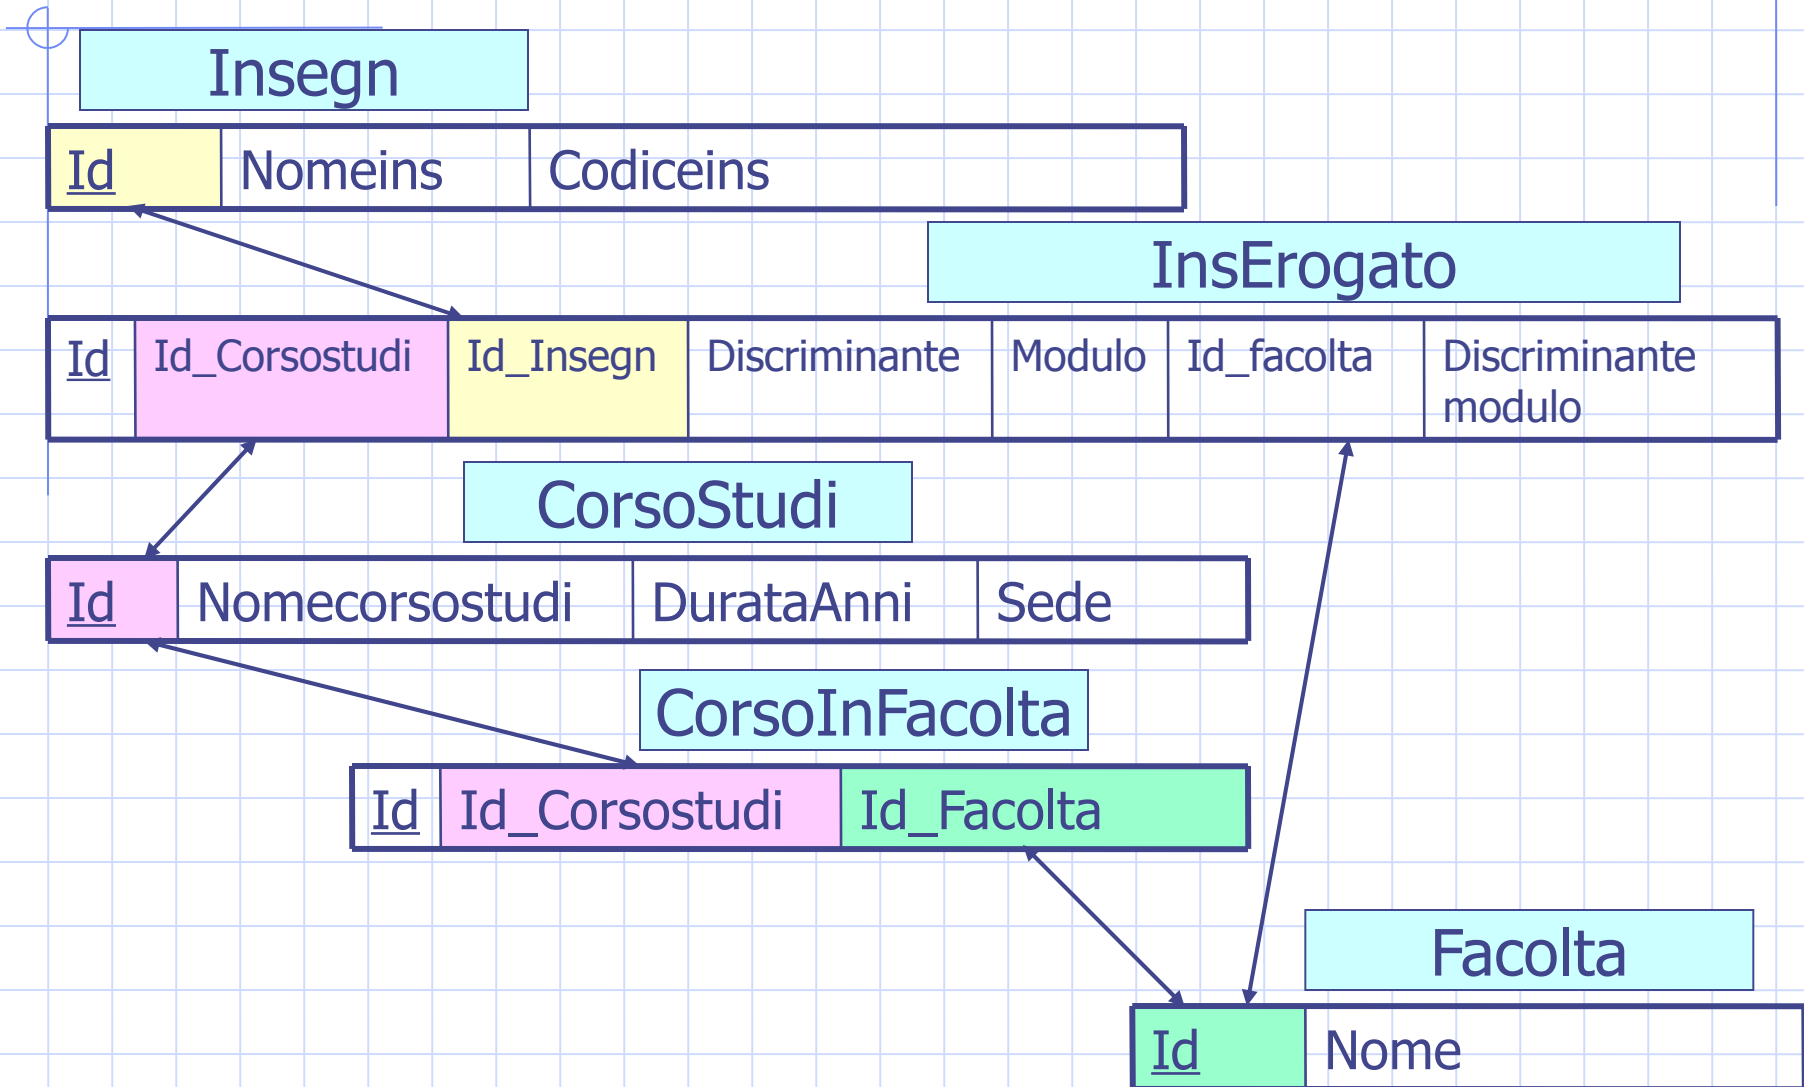 Insegn
Id Nomeins Codiceins
InsErogato
Id Id_Corsostudi Id_Insegn Discriminante Modulo Id_facolta Discriminante
modulo
CorsoStudi
Id Nomecorsostudi DurataAnni Sede
CorsoInFacolta
Id Id_Corsostudi Id_Facolta
Facolta
Id Nome